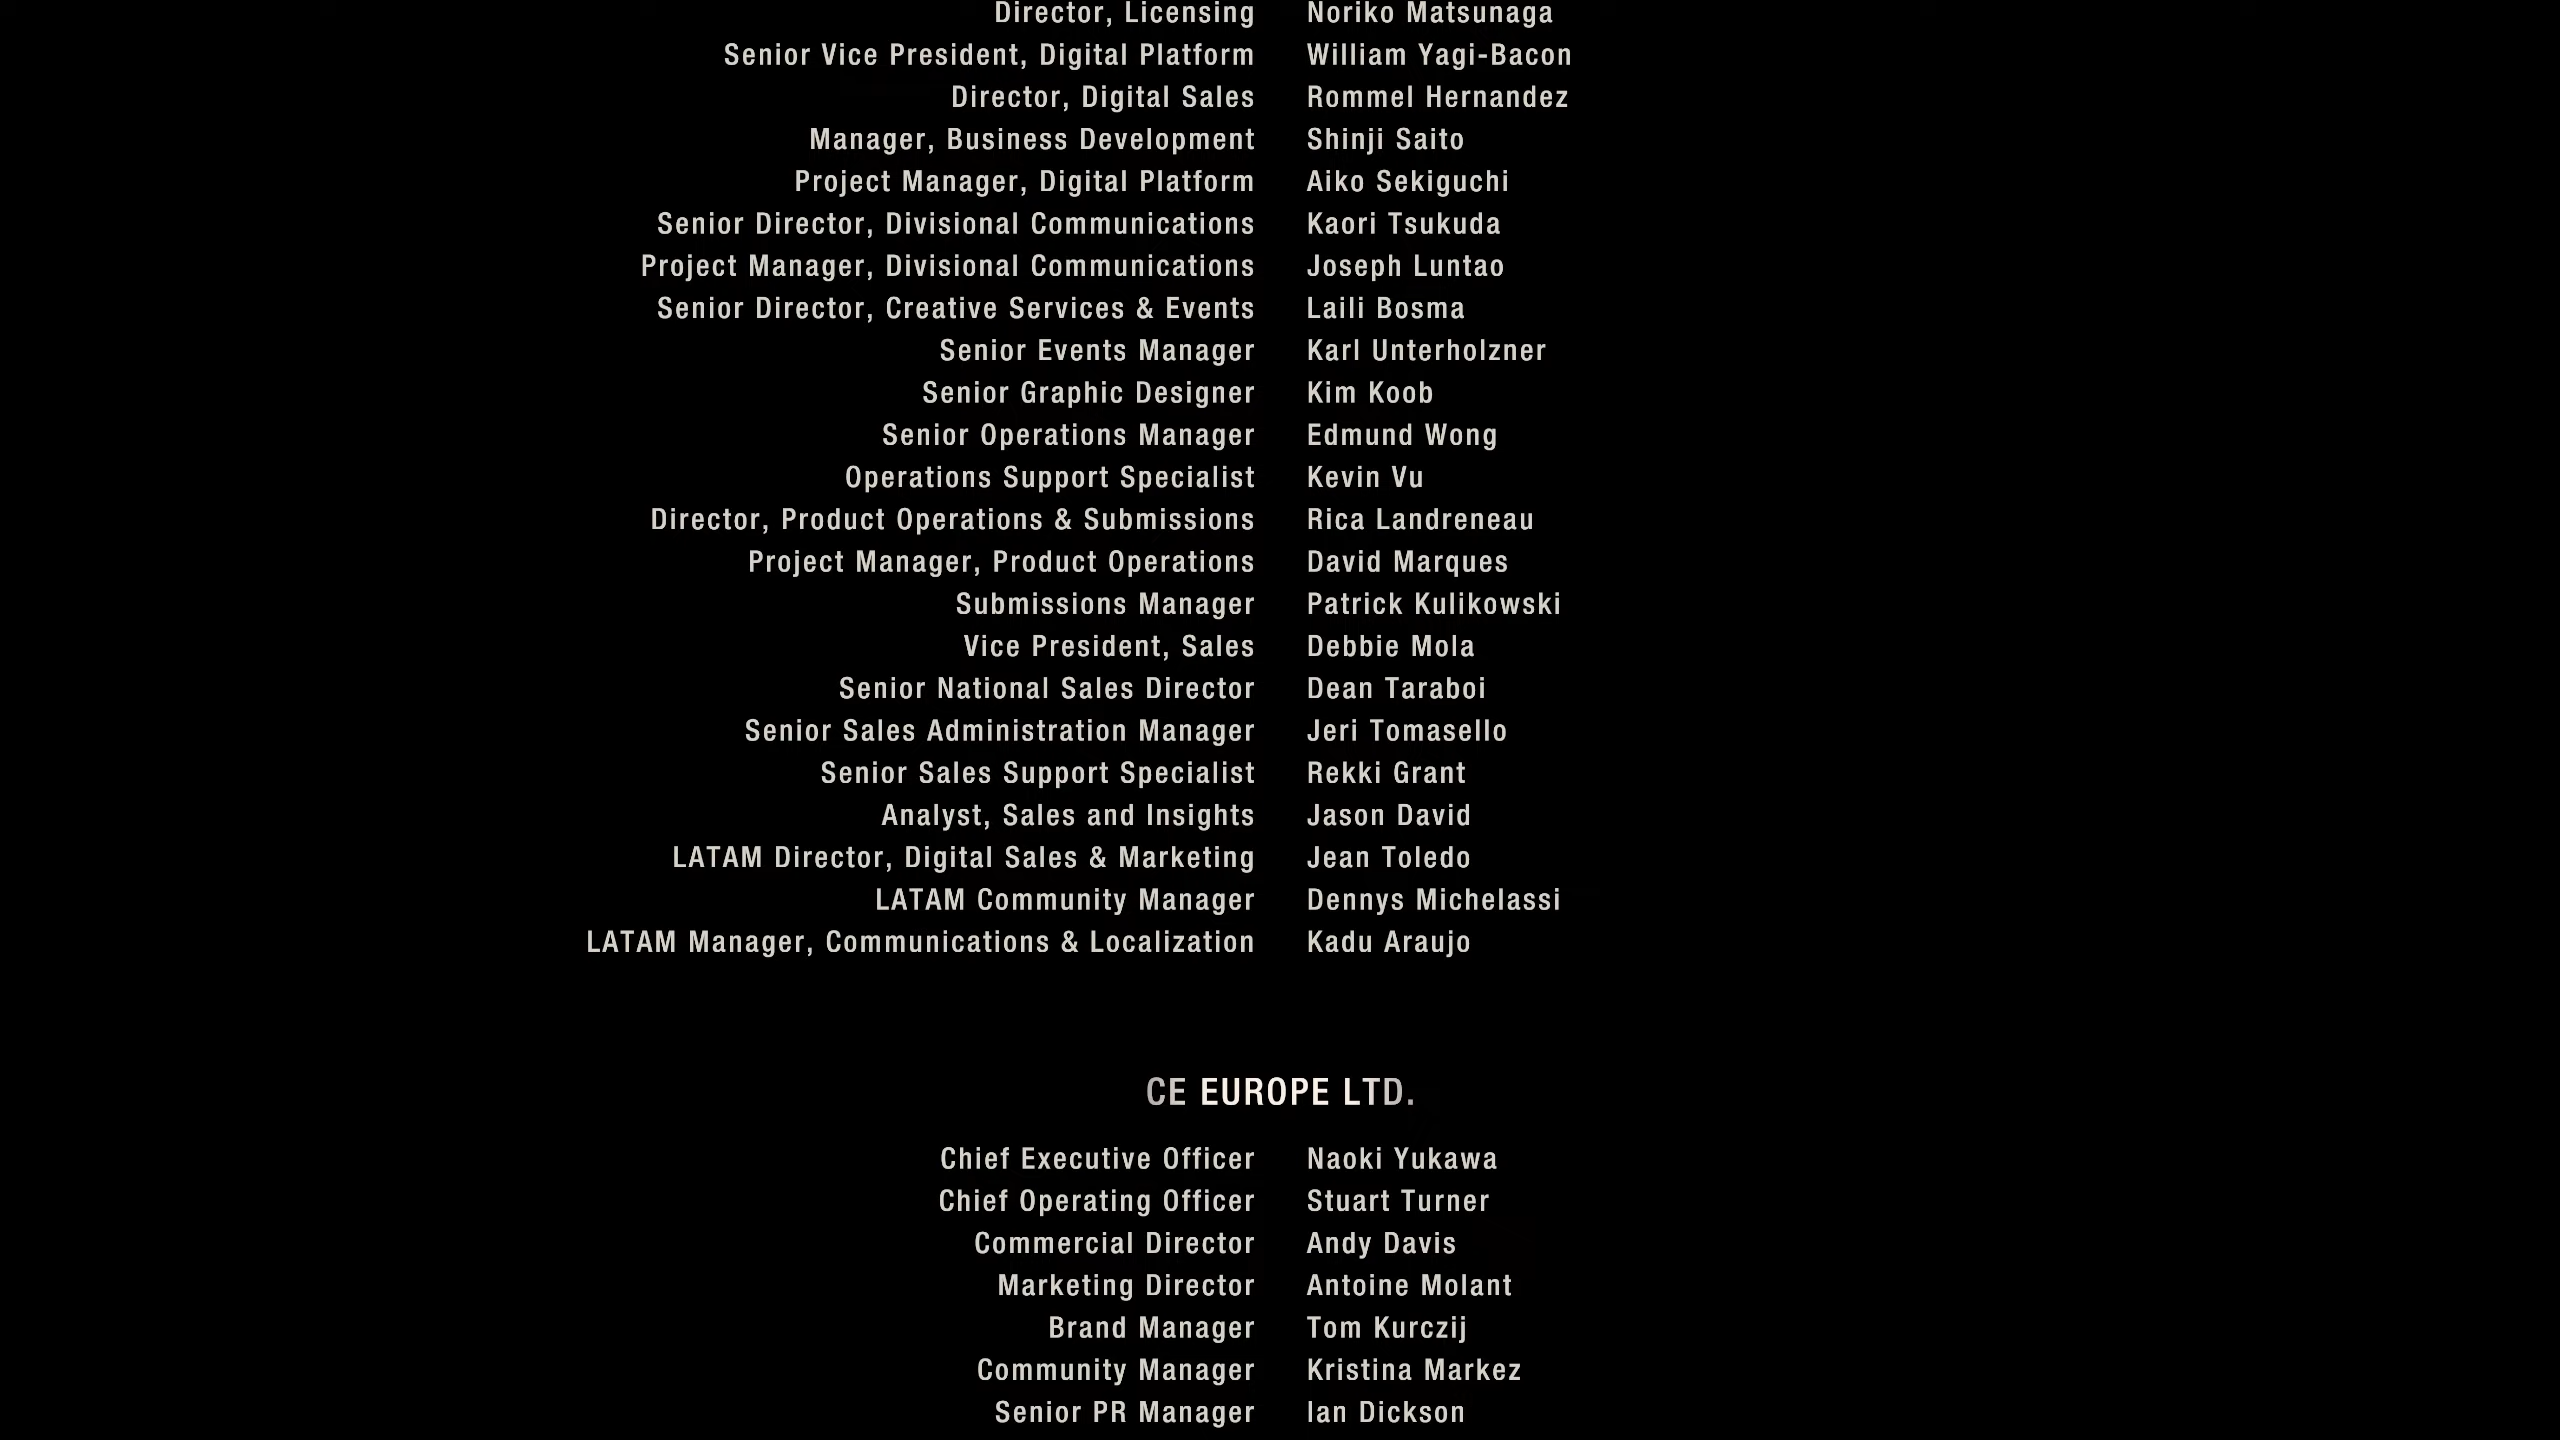 Director, Licensing Noriko Matsunaga
Senior Vice President, Digital Platform William Yagi-Bacon
Director, Digital Sales Rommel Hernandez
Manager, Business Development Shinji Saito
Project Manager, Digital Platform Aiko Sekiguchi
Senior Director, Divisional Communications Kaori Tsukuda
Project Manager, Divisional Communications Joseph Luntao
Senior Director, Creative Services & Events Laili Bosma
Senior Events Manager Karl Unterholzner
Senior Graphic Designer Kim Koob
Senior Operations Manager Edmund Wong
Operations Support Specialist Kevin Vu
Director, Product Operations & Submissions Rica Landreneau
Project Manager, Product Operations David Marques
Submissions Manager Patrick Kulikowski
Vice President, Sales Debbie Mola
Senior National Sales Director Dean Taraboi
Senior Sales Administration Manager Jeri Tomasello
Senior Sales Support Specialist Rekki Grant
Analyst, Sales and Insights Jason David
LATAM Director, Digital Sales & Marketing Jean Toledo
LATAM Community Manager Dennys Michelassi
LATAM Manager, Communications & Localization Kadu Araujo
CE EUROPE LTD.
Chief Executive Officer Naoki Yukawa
Chief Operating Officer Stuart Turner
Commercial Director Andy Davis
Marketing Director Antoine Molant
Brand Manager Tom Kurczij
Community Manager Kristina Markez
Senior PR Manager Ian Dickson